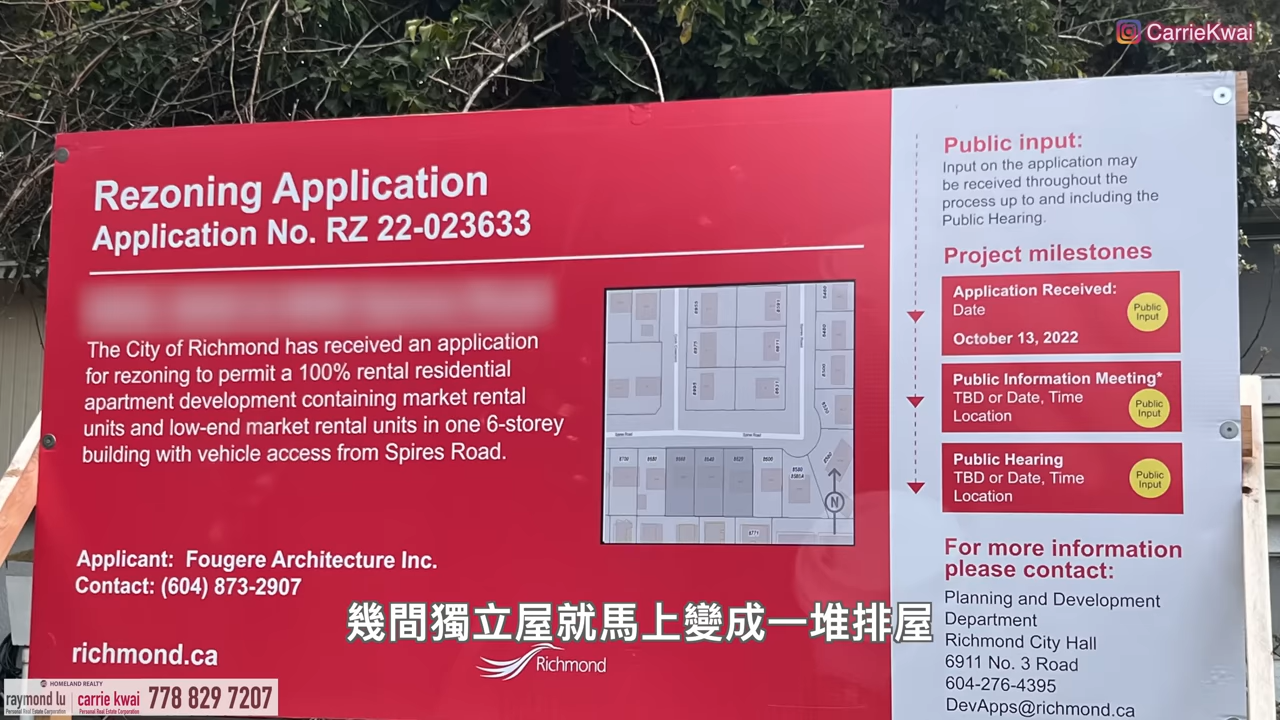 CarrieKwai
Rezoning Application
Application No. RZ 22-023633
The City of Richmond has received an application
for rezoning to permit a 100% rental residential
apartment development containing market rental
units and low-end market rental units in one 6-storey
building with vehicle access from Spires Road.
Applicant: Fougere Architecture Inc.
Contact: (604) 873-2907
richmond.ca
Richmond
N
Public input:
Input on the application may
be received throughout the
process up to and including the
Public Hearing.
Project milestones
Application Received:
Date
October 13, 2022
Public
Input
Public Information Meeting*
TBD or Date, Time
Location
Public
Input
Public Hearing
TBD or Date, Time
Location
Public
Input
For more information
please contact:
Planning and Development
Department
Richmond City Hall
6911 No. 3 Road
604-276-4395
DevApps@richmond.ca
幾間獨立屋就馬上變成一堆排屋
HOMELAND REALTY
raymond lu
Personal Real Estate Corporation
carrie kwai
Personal Real Estate Corporation
778 829 7207